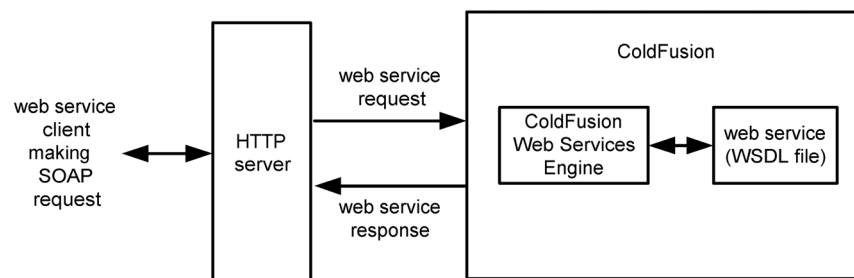 web service
client
making
SOAP
request
HTTP
server
web service
request
web service
response
ColdFusion
ColdFusion
Web Services
Engine
web service
(WSDL file)